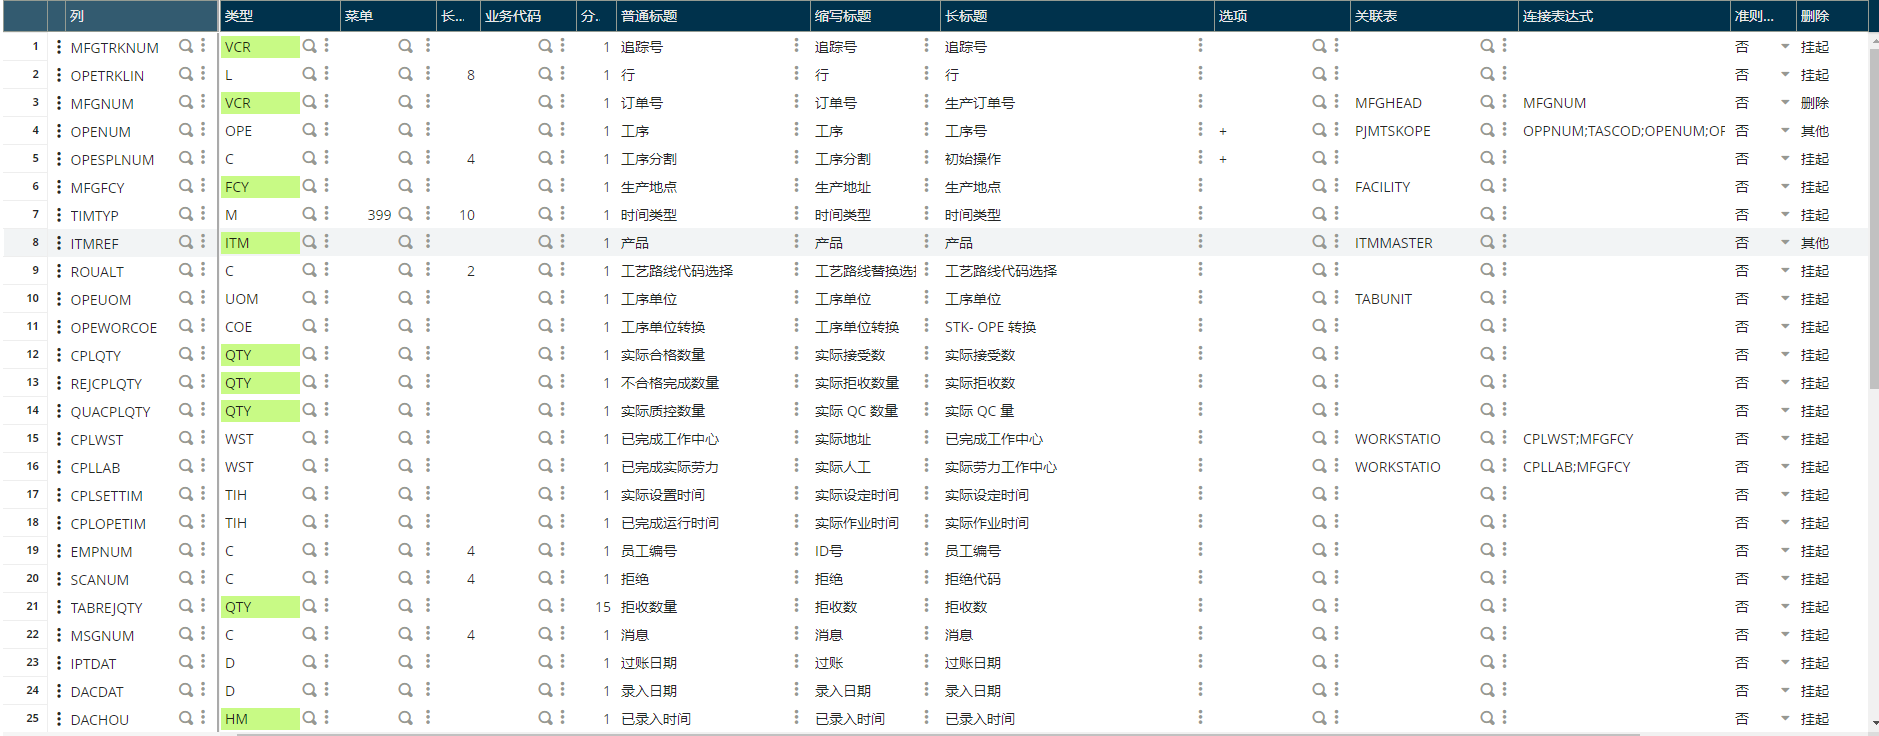 列 类型 菜单 长... 业务代码 分.. 普通标题 缩写标题 长标题 选项 关联表 连接表达式 准则... 删除
1 MFGTRKNUM VCR 1 追踪号 追踪号 追踪号 否 挂起
2 OPETRKLIN L 8 1 行 行 行 否 挂起
3 MFGNUM VCR 1 订单号 订单号 生产订单号 MFGHEAD MFGNUM 否 删除
4 OPENUM OPE 1 工序 工序 工序号 + PJMTSKOPE OPPNUM;TASCOD;OPENUM;OF 否 其他
5 OPESPLNUM C 4 1 工序分割 工序分割 初始操作 + 否 挂起
6 MFGFCY FCY 1 生产地点 生产地址 生产地点 FACILITY 否 挂起
7 TIMTYP M 399 10 1 时间类型 时间类型 时间类型 否 挂起
8 ITMREF ITM 1 产品 产品 产品 ITMMASTER 否 其他
9 ROUALT C 2 1 工艺路线代码选择 工艺路线替换选 工艺路线代码选择 否 挂起
10 OPEUOM UOM 1 工序单位 工序单位 工序单位 TABUNIT 否 挂起
11 OPEWORCOE COE 1 工序单位转换 工序单位转换 STK- OPE 转换 否 挂起
12 CPLQTY QTY 1 实际合格数量 实际接受数 实际接受数 否 挂起
13 REJCPLQTY QTY 1 不合格完成数量 实际拒收数量 实际拒收数 否 挂起
14 QUACPLQTY QTY 1 实际质控数量 实际 QC 数量 实际 QC 量 否 挂起
15 CPLWST WST 1 已完成工作中心 实际地址 已完成工作中心 WORKSTATIO CPLWST;MFGFCY 否 挂起
16 CPLLAB WST 1 已完成实际劳力 实际人工 实际劳力工作中心 WORKSTATIO CPLLAB;MFGFCY 否 挂起
17 CPLSETTIM TIH 1 实际设置时间 实际设定时间 实际设定时间 否 挂起
18 CPLOPETIM TIH 1 已完成运行时间 实际作业时间 实际作业时间 否 挂起
19 EMPNUM C 4 1 员工编号 ID号 员工编号 否 挂起
20 SCANUM C 4 1 拒绝 拒绝 拒绝代码 否 挂起
21 TABREJQTY QTY 15 拒收数量 拒收数 拒收数 否 挂起
22 MSGNUM C 4 1 消息 消息 消息 否 挂起
23 IPTDAT D 1 过账日期 过账 过账日期 否 挂起
24 DACDAT D 1 录入日期 录入日期 录入日期 否 挂起
25 DACHOU HM 1 已录入时间 已录入时间 已录入时间 否 挂起